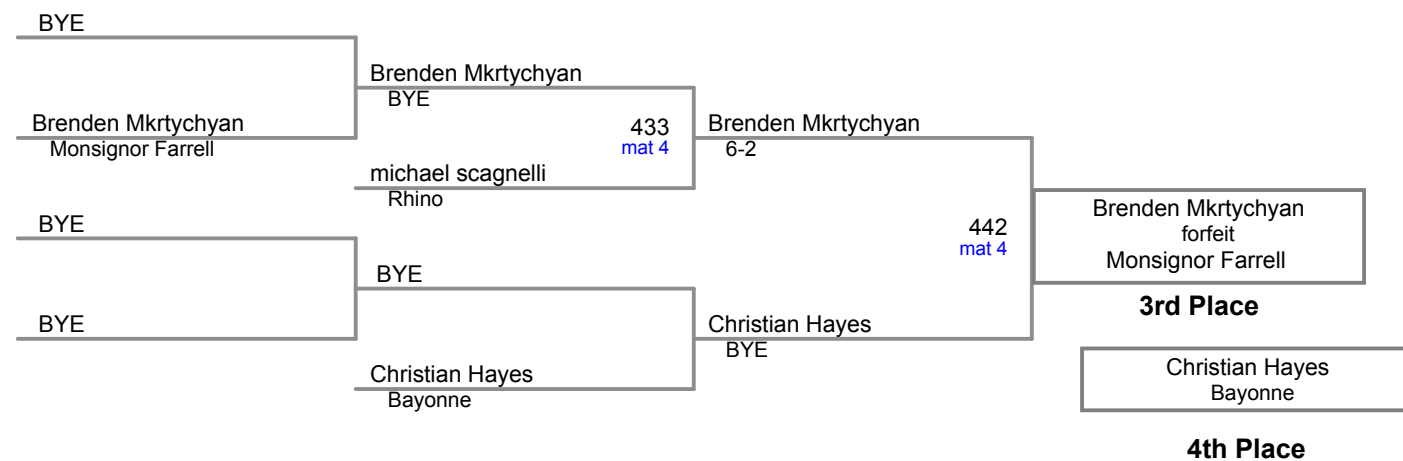 BYE
Brenden Mkrtychyan
BYE
Brenden Mkrtychyan
Monsignor Farrell
433
mat 4
Brenden Mkrtychyan
6-2
michael scagnelli
Rhino
BYE
442
mat 4
Brenden Mkrtychyan
forfeit
Monsignor Farrell
BYE
3rd Place
BYE
Christian Hayes
BYE
Christian Hayes
Bayonne
Christian Hayes
Bayonne
4th Place